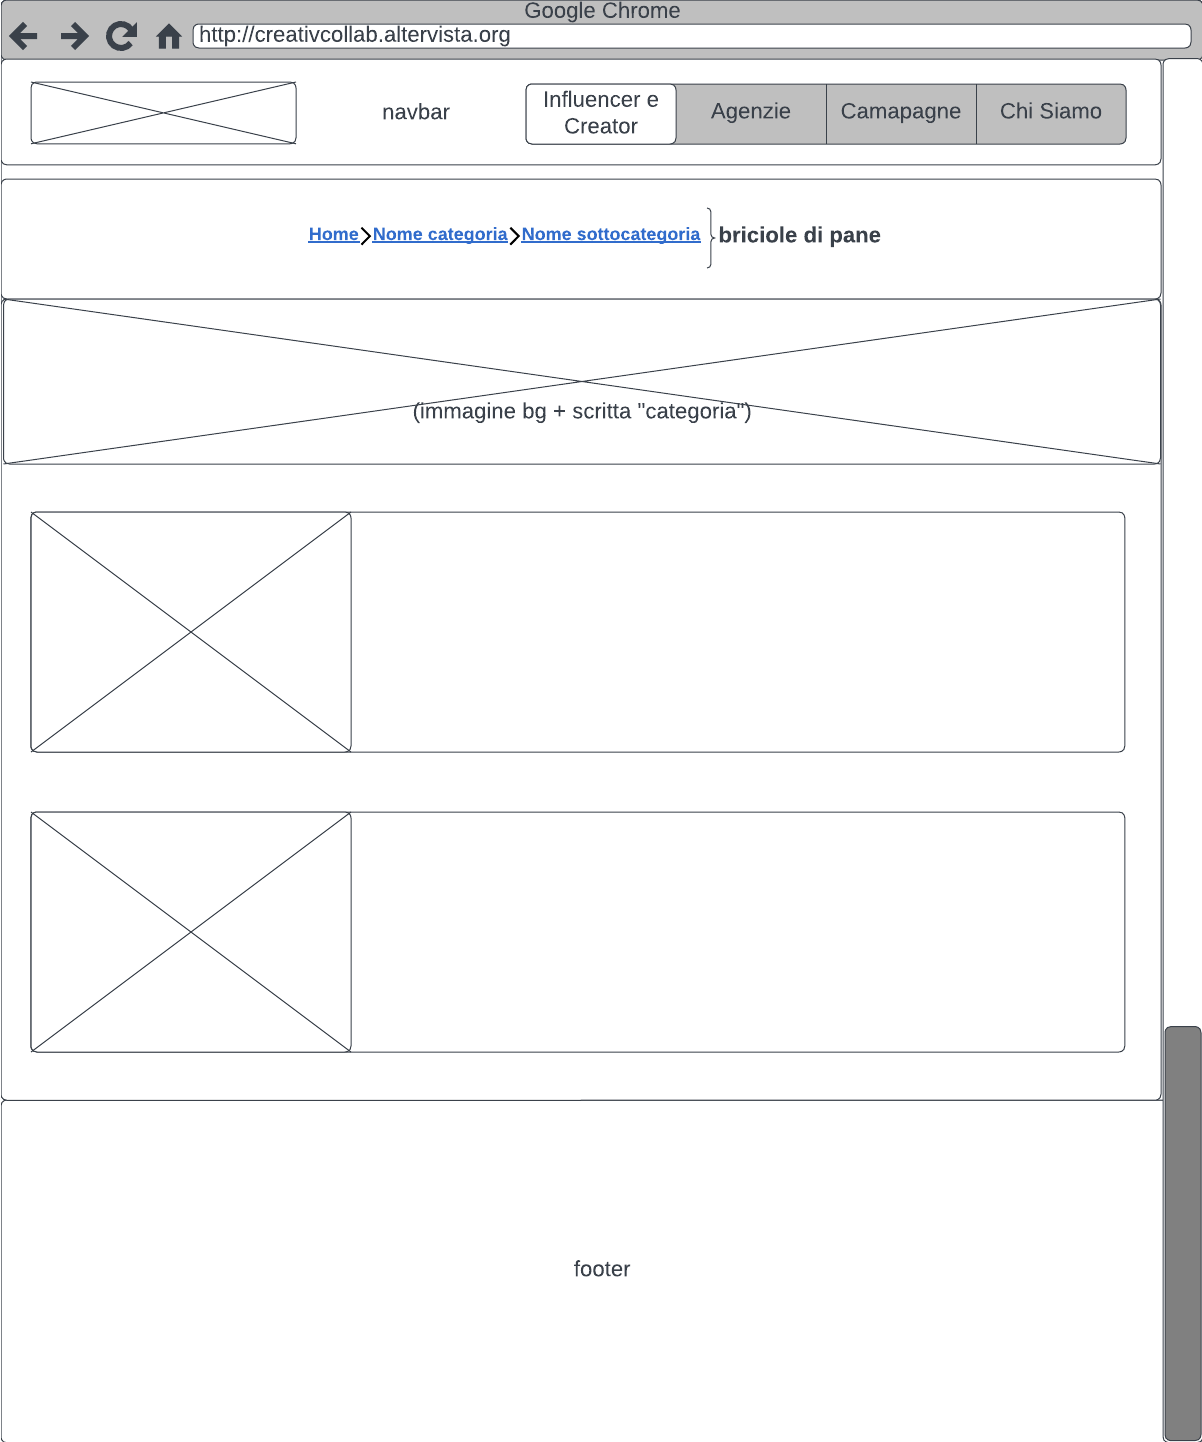 Google Chrome
http://creativcollab.altervista.org
navbar
Influencer e
Creator
Agenzie
Camapagne
Chi Siamo
Home
Nome categoria
Nome sottocategoria
briciole di pane
(immagine bg + scritta "categoria")
footer